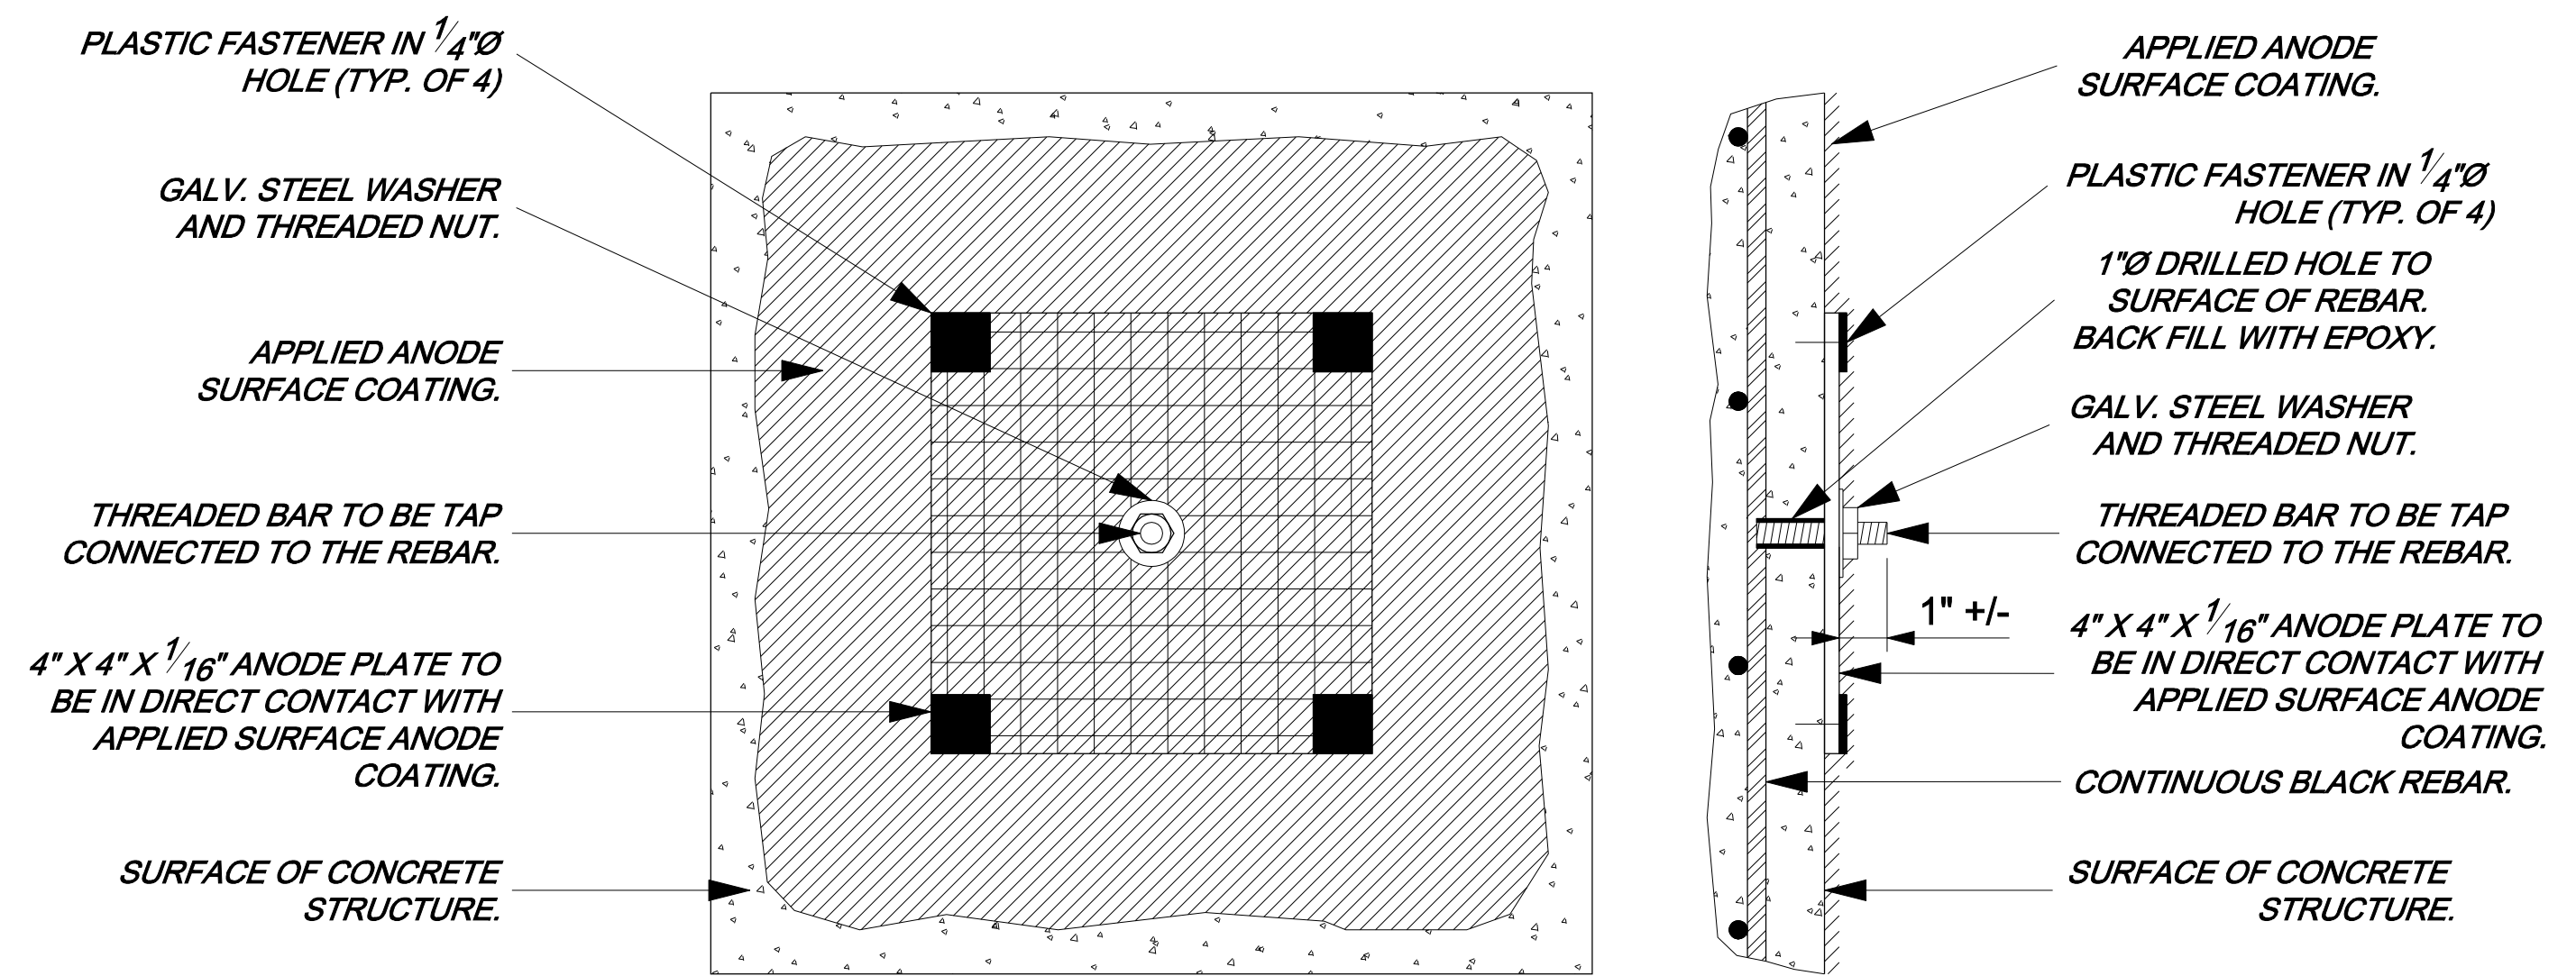 PLASTIC FASTENER IN 1/4"Ø
HOLE (TYP. OF 4)
GALV. STEEL WASHER
AND THREADED NUT.
APPLIED ANODE
SURFACE COATING.
THREADED BAR TO BE TAP
CONNECTED TO THE REBAR.
4" X 4" X 1/16" ANODE PLATE TO
BE IN DIRECT CONTACT WITH
APPLIED SURFACE ANODE
COATING.
SURFACE OF CONCRETE
STRUCTURE.
APPLIED ANODE
SURFACE COATING.
PLASTIC FASTENER IN 1/4"Ø
HOLE (TYP. OF 4)
1"Ø DRILLED HOLE TO
SURFACE OF REBAR.
BACK FILL WITH EPOXY.
GALV. STEEL WASHER
AND THREADED NUT.
THREADED BAR TO BE TAP
CONNECTED TO THE REBAR.
1" +/-
4" X 4" X 1/16" ANODE PLATE TO
BE IN DIRECT CONTACT WITH
APPLIED SURFACE ANODE
COATING.
CONTINUOUS BLACK REBAR.
SURFACE OF CONCRETE
STRUCTURE.